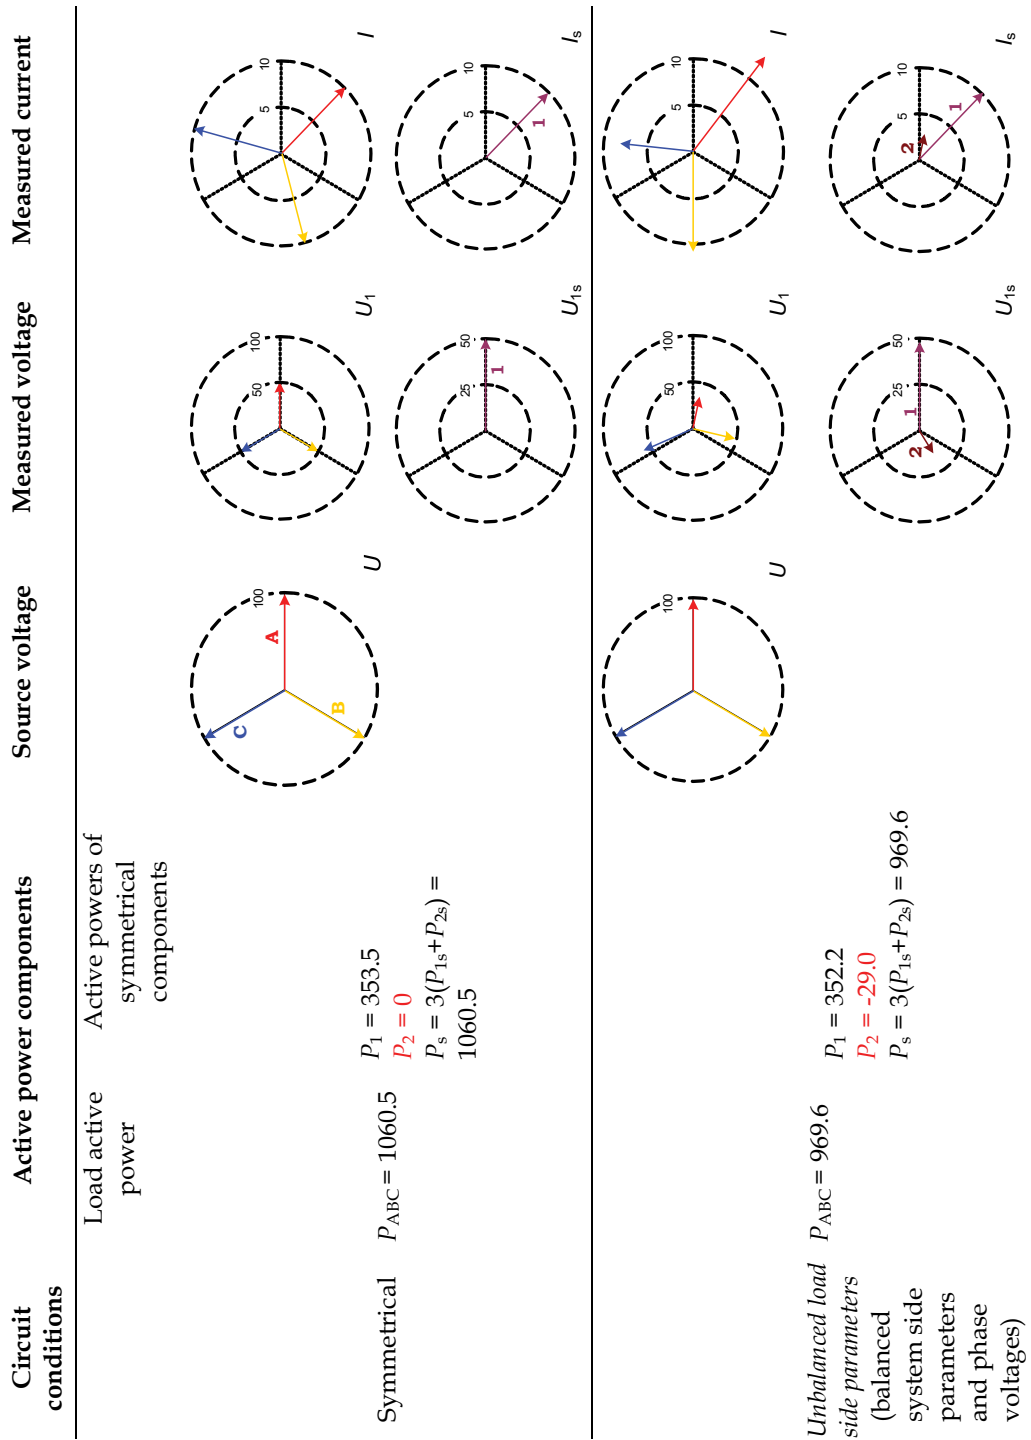 Circuit
conditions
Active power components
Source voltage
Measured voltage
Measured current
Load active
power
Active powers of
symmetrical
components
Symmetrical
P_ABC = 1060.5
P_1 = 353.5
P_2 = 0
P_s = 3(P_1s+P_2s) =
1060.5
100
A
B
C
U
50
100
U_1
25
50
1
U_1s
5
10
I
5
10
1
I_s
Unbalanced load
side parameters
(balanced
system side
parameters
and phase
voltages)
P_ABC = 969.6
P_1 = 352.2
P_2 = -29.0
P_s = 3(P_1s+P_2s) = 969.6
100
U
50
100
U_1
25
50
1
2
U_1s
5
10
I
5
10
1
2
I_s